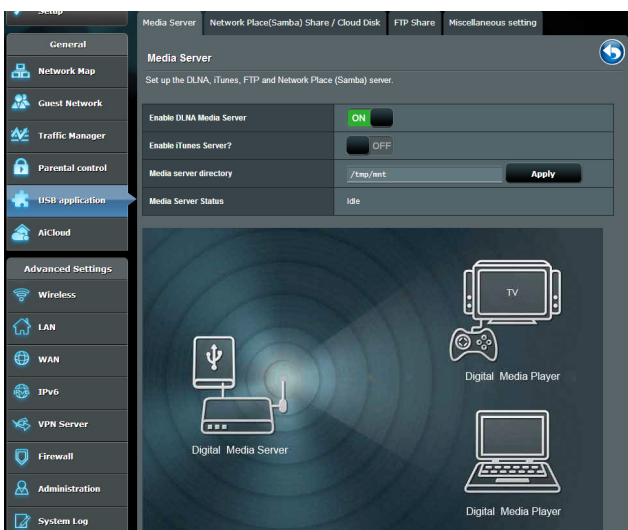 Setup
General
Network Map
Guest Network
Traffic Manager
Parental control
USB application
AiCloud
Advanced Settings
Wireless
LAN
WAN
IPv6
IPv6
VPN Server
Firewall
Administration
System Log
Media Server
Network Place(Samba) Share / Cloud Disk
FTP Share
Miscellaneous setting
Media Server
Set up the DLNA, iTunes, FTP and Network Place (Samba) server.
Enable DLNA Media Server
ON
Enable iTunes Server?
OFF
Media server directory
/tmp/mnt
Apply
Media Server Status
Idle
TV
Digital Media Player
Digital Media Server
Digital Media Player